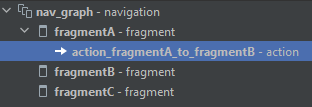 nav_graph - navigation
fragmentA - fragment
action_fragmentA_to_fragmentB - action
fragmentB - fragment
fragmentC - fragment